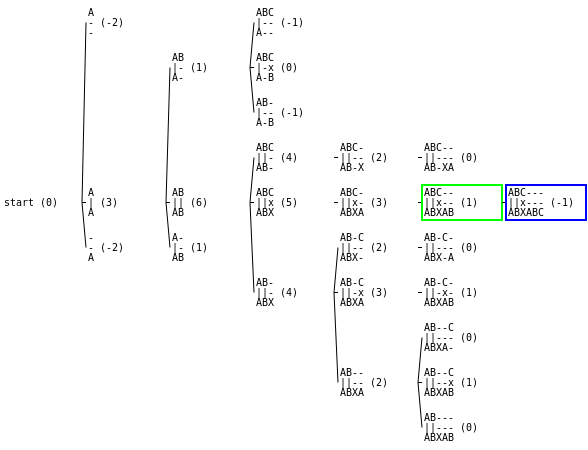 start (0)
A
- (-2)
-
A
| (3)
A
-
- (-2)
A
AB
|- (1)
A-
AB
|| (6)
AB
A-
|- (1)
AB
ABC
|-- (-1)
A--
ABC
|-x (0)
A-B
AB-
|-- (-1)
A-B
ABC
||- (4)
AB-
ABC
||x (5)
ABX
AB-
||- (4)
ABX
ABC-
||-- (2)
AB-X
ABC-
||x- (3)
ABXA
AB-C
||-- (2)
ABX-
AB-C
||-x (3)
ABXA
AB--
||-- (2)
ABXA
ABC--
||--- (0)
AB-XA
ABC--
||x-- (1)
ABXAB
AB-C-
||--- (0)
ABX-A
AB-C-
||-x- (1)
ABXAB
AB--C
||--- (0)
ABXA-
AB--C
||--x (1)
ABXAB
AB---
||--- (0)
ABXAB
ABC---
||x--- (-1)
ABXABC